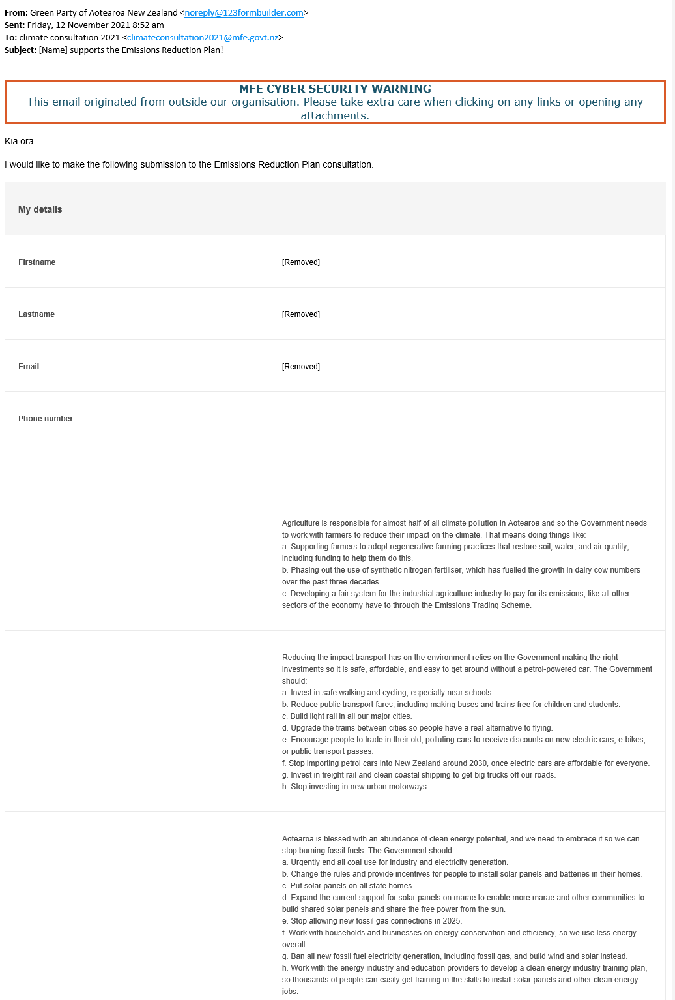 From: Green Party of Aotearoa New Zealand <noreply@123formbuilder.com>
Sent: Friday, 12 November 2021 8:52 am
To: climate consultation 2021 <climateconsultation2021@mfe.govt.nz>
Subject: [Name] supports the Emissions Reduction Plan!
MFE CYBER SECURITY WARNING
This email originated from outside our organisation. Please take extra care when clicking on any links or opening any
attachments.
Kia ora,
I would like to make the following submission to the Emissions Reduction Plan consultation.
My details
Firstname [Removed]
Lastname [Removed]
Email [Removed]
Phone number
Agriculture is responsible for almost half of all climate pollution in Aotearoa and so the Government needs
to work with farmers to reduce their impact on the climate. That means doing things like:
a. Supporting farmers to adopt regenerative farming practices that restore soil, water, and air quality,
including funding to help them do this.
b. Phasing out the use of synthetic nitrogen fertiliser, which has fuelled the growth in dairy cow numbers
over the past three decades.
c. Developing a fair system for the industrial agriculture industry to pay for its emissions, like all other
sectors of the economy have to through the Emissions Trading Scheme.
Reducing the impact transport has on the environment relies on the Government making the right
investments so it is safe, affordable, and easy to get around without a petrol-powered car. The Government
should:
a. Invest in safe walking and cycling, especially near schools.
b. Reduce public transport fares, including making buses and trains free for children and students.
c. Build light rail in all our major cities.
d. Upgrade the trains between cities so people have a real alternative to flying.
e. Encourage people to trade in their old, polluting cars to receive discounts on new electric cars, e-bikes,
or public transport passes.
f. Stop importing petrol cars into New Zealand around 2030, once electric cars are affordable for everyone.
g. Invest in freight rail and clean coastal shipping to get big trucks off our roads.
h. Stop investing in new urban motorways.
Aotearoa is blessed with an abundance of clean energy potential, and we need to embrace it so we can
stop burning fossil fuels. The Government should:
a. Urgently end all coal use for industry and electricity generation.
b. Change the rules and provide incentives for people to install solar panels and batteries in their homes.
c. Put solar panels on all state homes.
d. Expand the current support for solar panels on marae to enable more marae and other communities to
build shared solar panels and share the free power from the sun.
e. Stop allowing new fossil gas connections in 2025.
f. Work with households and businesses on energy conservation and efficiency, so we use less energy
overall.
g. Ban all new fossil fuel electricity generation, including fossil gas, and build wind and solar instead.
h. Work with the energy industry and education providers to develop a clean energy industry training plan,
so thousands of people can easily get training in the skills to install solar panels and other clean energy
jobs.